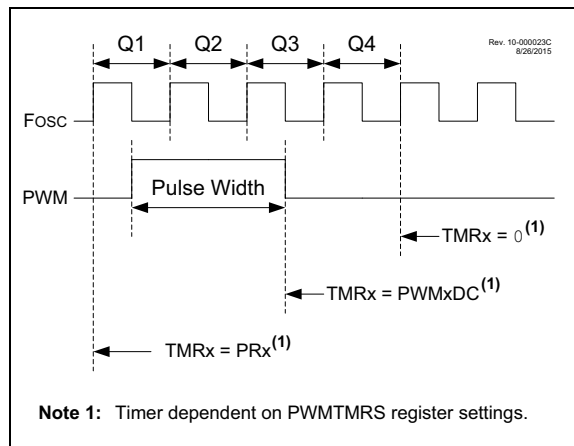 Q1 Q2 Q3 Q4
Rev. 10-000023C
8/26/2015
FOSC
PWM
Pulse Width
TMRx = 0(1)
TMRx = PWMxDC(1)
TMRx = PRx(1)
Note 1: Timer dependent on PWMTMRS register settings.